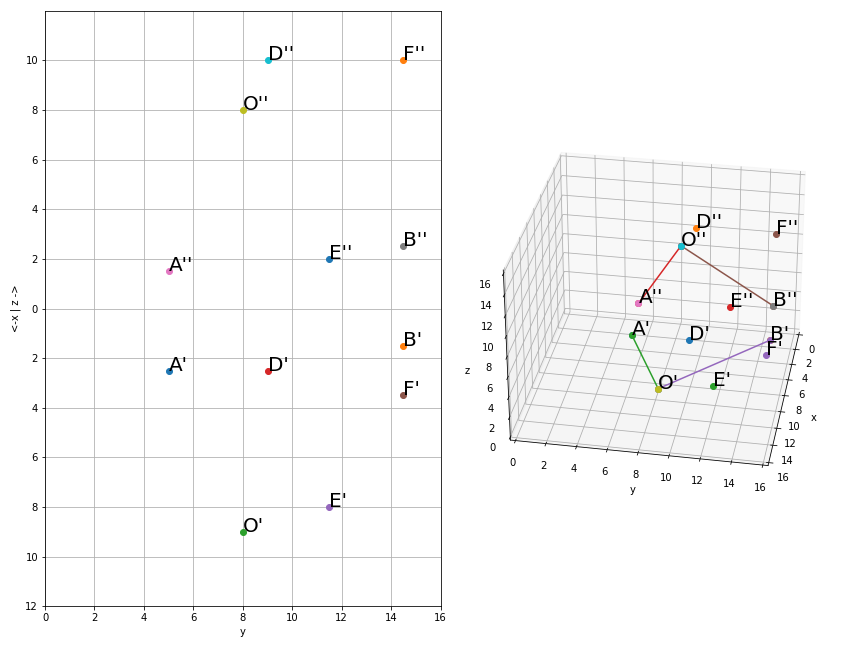 D'' F''
O''
B''
E''
A''
B'
A' D'
F'
E'
O'
10
8
6
4
2
0
2
4
6
8
10
12
0 2 4 6 8 10 12 14 16
y
<-x | z ->
D''
F''
O''
A'' E'' B''
A' D' B'
F'
O' E'
16
14
12
10
8
6
4
2
0
z
0 2 4 6 8 10 12 14 16
y
0
2
4
6
8
10
12
14
16
x